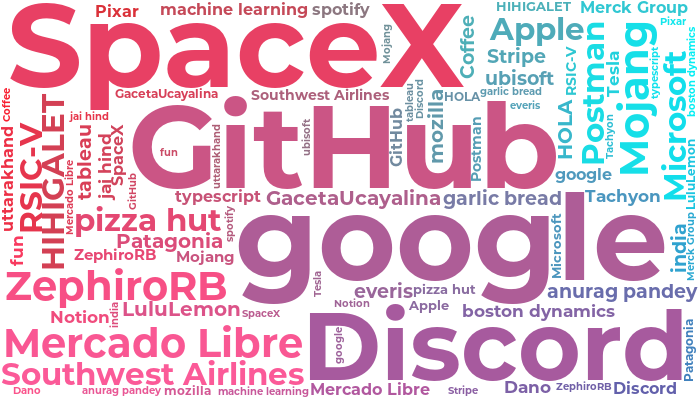 HIHIGALET
Merck Group
Pixar
machine learning
spotify
SpaceX
Mojang
Coffee
Apple
Pixar
Stripe
ubisoft
RSIC-V
Postman
Tesla
Mojang
typescript
Microsoft
boston dynamics
coffee
GacetaUcayalina
Southwest Airlines
tableau
Discord
mozilla
HOLA
garlic bread
everis
HOLA
Tachyon
uttarakhand
RSIC-V
HIHIGALET
jai hind
tableau
jai hind
SpaceX
GitHub
fun
uttarakhand
ubisoft
GitHub
Postman
google
Mercado Libre
GitHub
typescript
GacetaUcayalina
garlic bread
Tachyon
LuluLemon
fun
pizza hut
spotify
google
Microsoft
india
Merck Group
Patagonia
ZephiroRB
Mojang
ZephiroRB
Tesla
everis
pizza hut
anurag pandey
Notion
india
LuluLemon
SpaceX
Notion
Apple
boston dynamics
Mercado Libre
google
Discord
Patagonia
Southwest Airlines
Dano
anurag pandey
mozilla
machine learning
Mercado Libre
Stripe
Dano
ZephiroRB
Discord